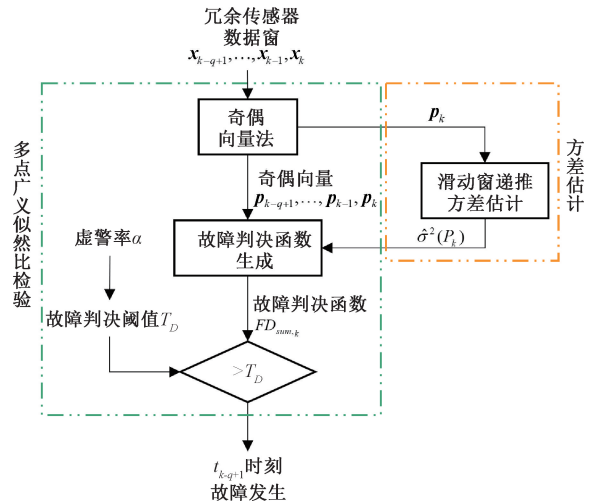 冗余传感器
数据窗
x_{k-q+1},…,x_{k-1},x_k
奇偶
向量法
p_k
奇偶向量
p_{k-q+1},…,p_{k-1},p_k
滑动窗递推
方差估计
σ̂²(P_k)
方差估计
多点广义似然比检验
虚警率α
故障判决函数
生成
故障判决阈值T_D
故障判决函数
FD_{sum,k}
>T_D
t_{k-q+1}时刻
故障发生